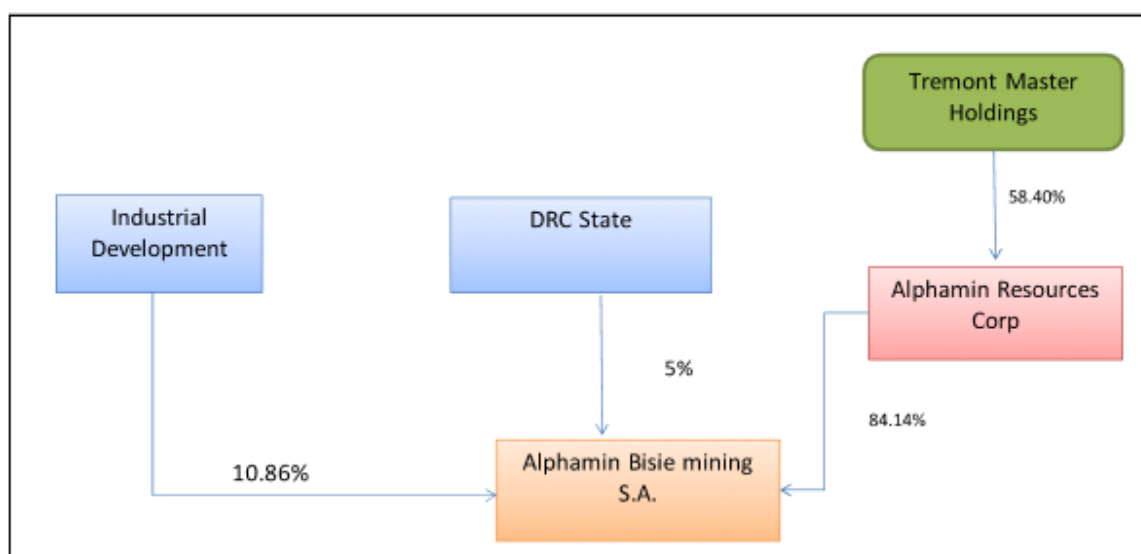 Tremont Master
Holdings
58.40%
Industrial
Development
DRC State
Alphamin Resources
Corp
5%
84.14%
10.86%
Alphamin Bisie mining
S.A.